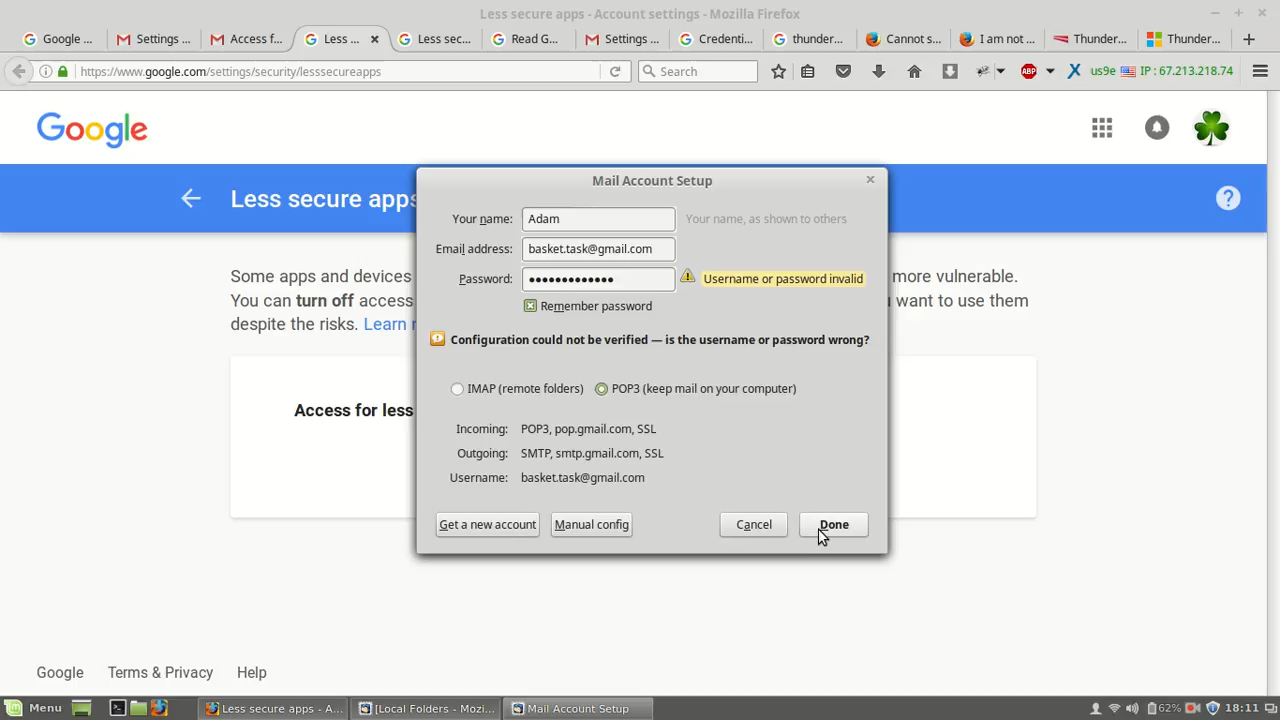 Less secure apps - Account settings - Mozilla Firefox
Google ...
Settings ...
Access f...
Less ...
Less sec...
Read G...
Settings ...
Credenti...
thunder...
Cannot s...
I am not ...
Thunder...
Thunder...
https://www.google.com/settings/security/lesssecureapps
Search
ABP
us9e
IP : 67.213.218.74
Google
Less secure apps
Some apps and devices
more vulnerable.
You can turn off access
want to use them
despite the risks. Learn
Access for less
Mail Account Setup
Your name: Adam Your name, as shown to others
Email address: basket.task@gmail.com
Password: ●●●●●●●●●●●●● Username or password invalid
Remember password
Configuration could not be verified — is the username or password wrong?
IMAP (remote folders) POP3 (keep mail on your computer)
Incoming: POP3, pop.gmail.com, SSL
Outgoing: SMTP, smtp.gmail.com, SSL
Username: basket.task@gmail.com
Get a new account Manual config Cancel Done
Google Terms & Privacy Help
Menu
Less secure apps - A...
[Local Folders - Mozi...
Mail Account Setup
62%
18:11